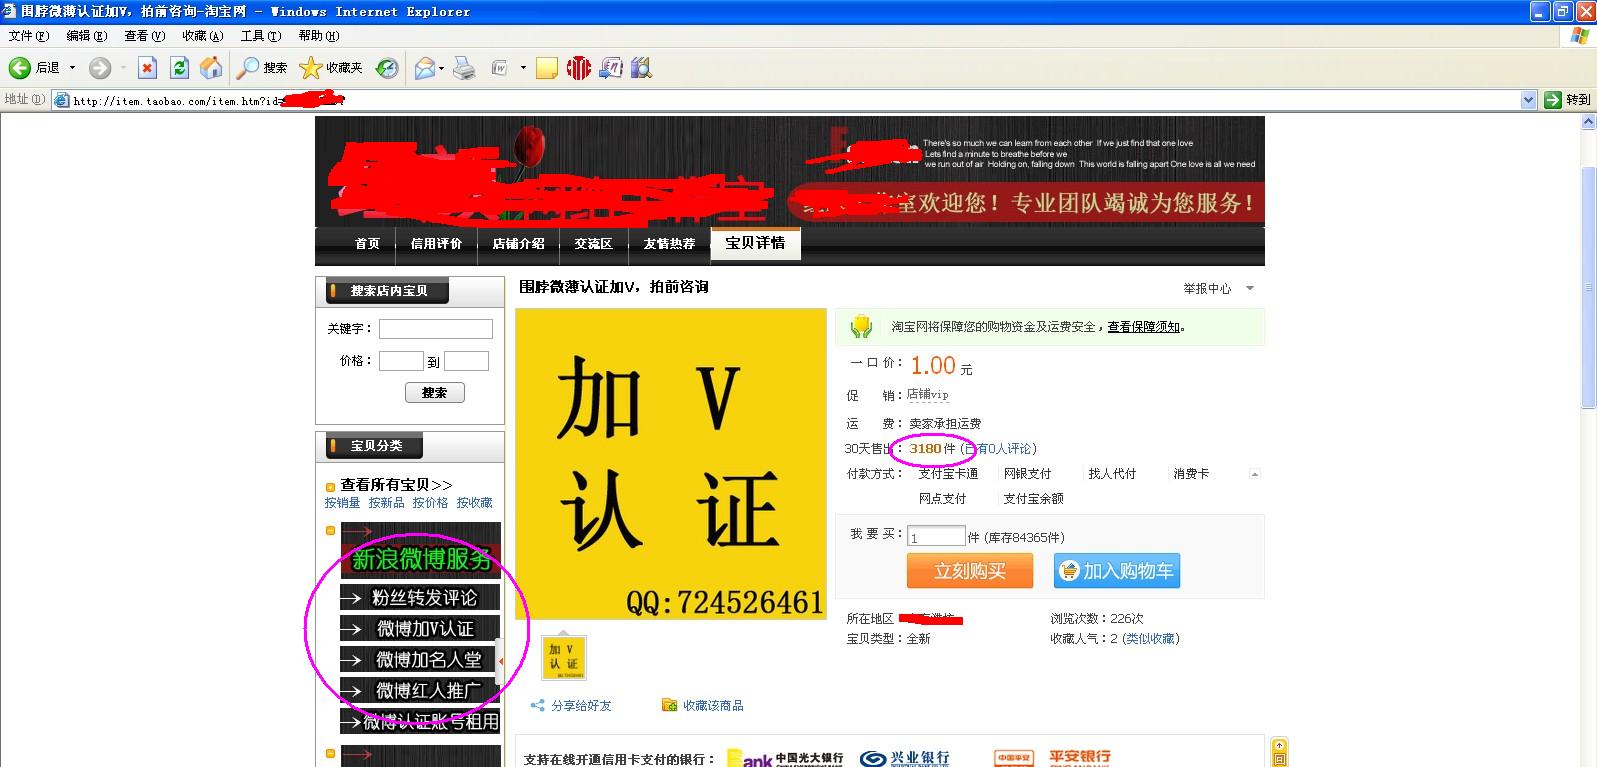 围脖微薄认证加V，拍前咨询-淘宝网 - Windows Internet Explorer
文件(F) 编辑(E) 查看(V) 收藏(A) 工具(T) 帮助(H)
后退 搜索 收藏夹
地址(D) http://item.taobao.com/item.htm?id= 转到
There's so much we can learn from each other If we just find that one love
Lets find a minute to breathe before we
we run out of air Holding on, falling down This world is falling apart One love is all we need
室欢迎您！专业团队竭诚为您服务！
首页 信用评价 店铺介绍 交流区 友情热荐 宝贝详情
搜索店内宝贝
关键字：
价格： 到
搜索
宝贝分类
查看所有宝贝>>
按销量 按新品 按价格 按收藏
新浪微博服务
粉丝转发评论
微博加V认证
微博加名人堂
微博红人推广
微博认证账号租用
围脖微薄认证加V，拍前咨询
举报中心
加 V
认 证
QQ:724526461
加 V
认 证
分享给好友 收藏该商品
淘宝网将保障您的购物资金及运费安全，查看保障须知。
一口价：1.00 元
促 销：店铺vip
运 费：卖家承担运费
30天售出：3180 件 (已有0人评论)
付款方式： 支付宝卡通 网银支付 找人代付 消费卡
网点支付 支付宝余额
我要买：1 件 (库存84365件)
立刻购买 加入购物车
所在地区 浏览次数：226次
宝贝类型：全新 收藏人气：2 (类似收藏)
支持在线开通信用卡支付的银行： Bank 中国光大银行 兴业银行 中国平安 平安银行